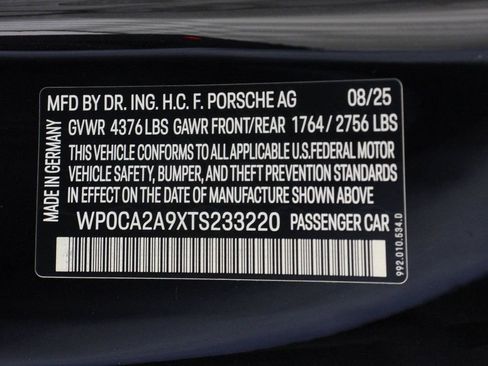 MFD BY DR. ING. H.C. F. PORSCHE AG 08/25
GVWR 4376 LBS GAWR FRONT/REAR 1764 / 2756 LBS
THIS VEHICLE CONFORMS TO ALL APPLICABLE U.S.FEDERAL MOTOR
VEHICLE SAFETY, BUMPER, AND THEFT PREVENTION STANDARDS
IN EFFECT ON THE DATE OF MANUFACTURE SHOWN ABOVE.
WP0CA2A9XTS233220 PASSENGER CAR
MADE IN GERMANY
992.010.534.0